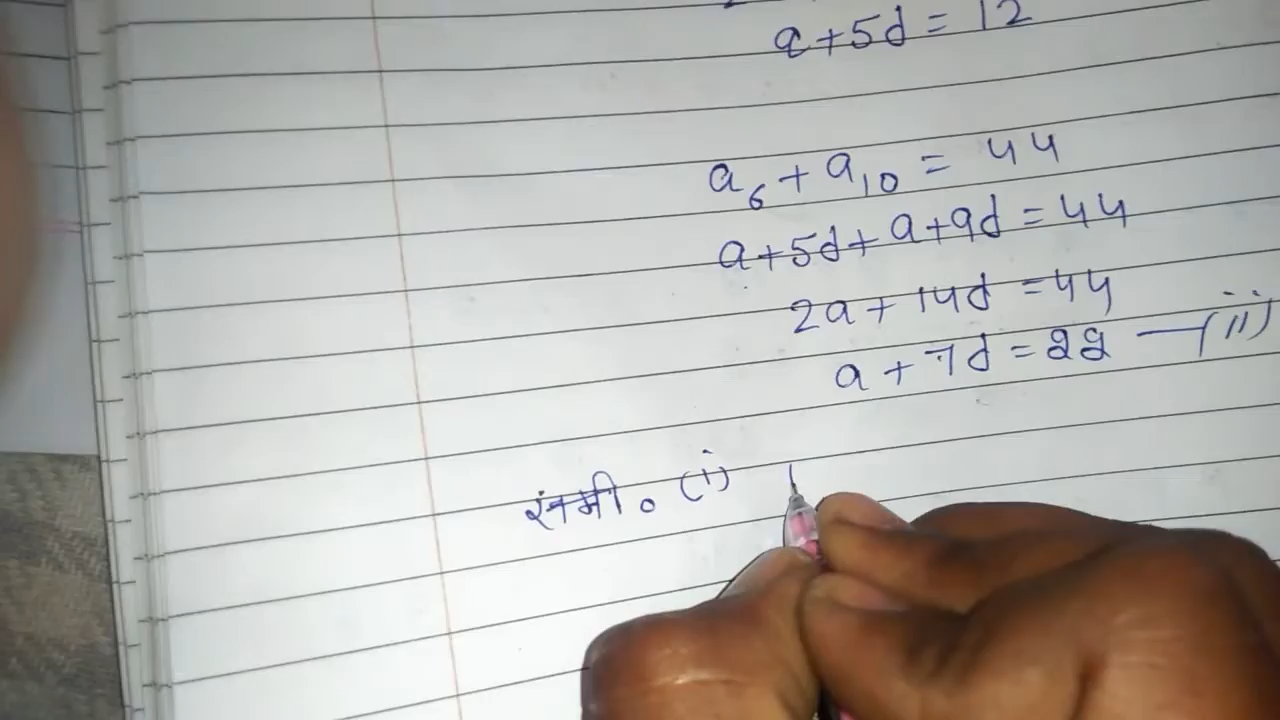 a+5d = 12
a₆ + a₁₀ = 44
a+5d+a+9d = 44
2a + 14d = 44
a + 7d = 22 — (ii)
समी० (i)